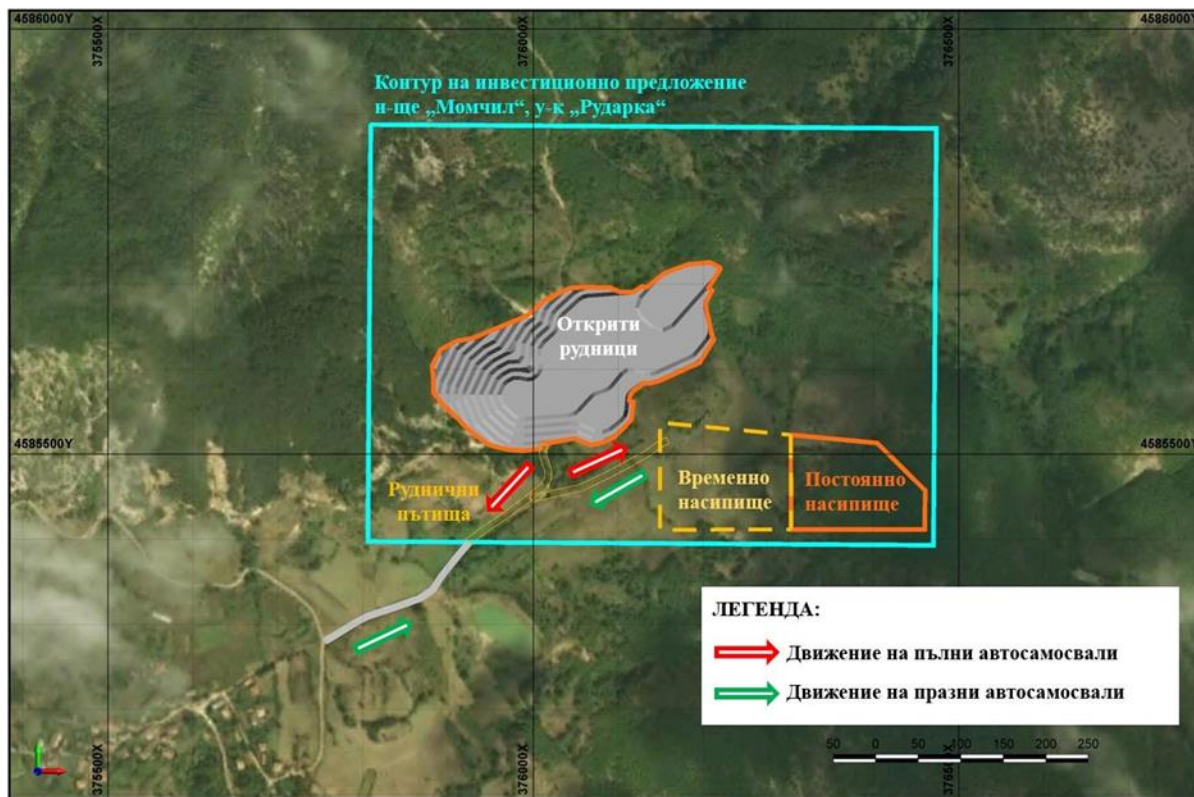 4586000Y
4586000Y
375500X
376000X
376500X
Контур на инвестиционно предложение
н-ще „Момчил“, у-к „Рударка“
Открити
рудници
4585500Y
4585500Y
Руднични
пътища
Временно
насипище
Постоянно
насипище
ЛЕГЕНДА:
Движение на пълни автосамосвали
Движение на празни автосамосвали
50 0 50 100 150 200 250
375500X
376000X
376500X